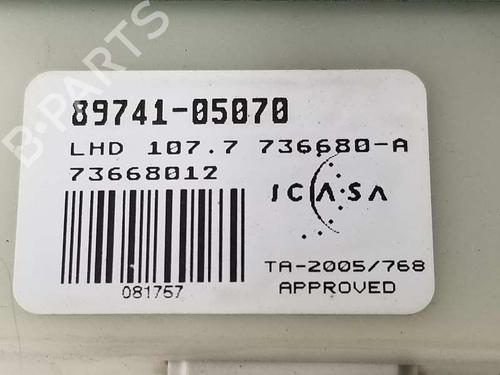 89741-05070
LHD 107.7 736680-A
73668012
ICASA
081757
TA-2005/768
APPROVED
B-PARTS